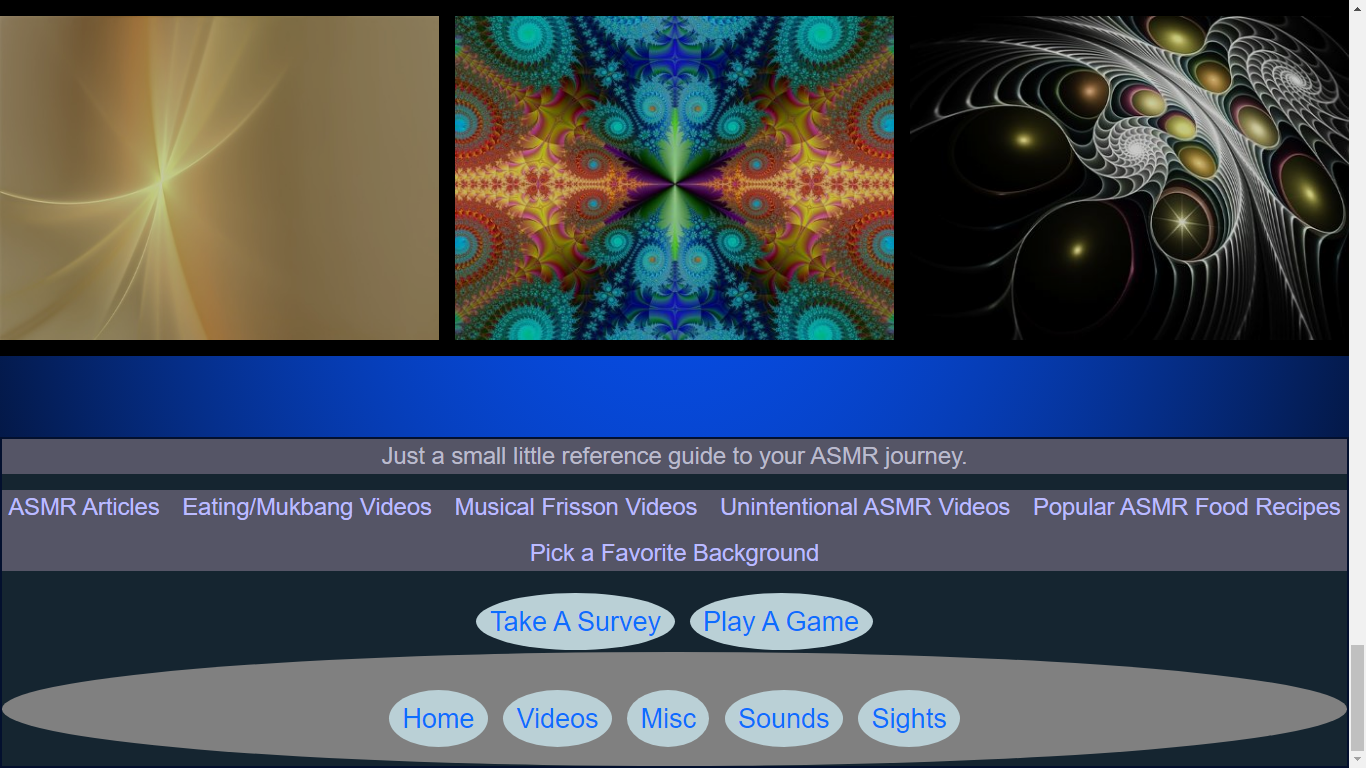 Just a small little reference guide to your ASMR journey.
ASMR Articles Eating/Mukbang Videos Musical Frisson Videos Unintentional ASMR Videos Popular ASMR Food Recipes
Pick a Favorite Background
Take A Survey Play A Game
Home Videos Misc Sounds Sights